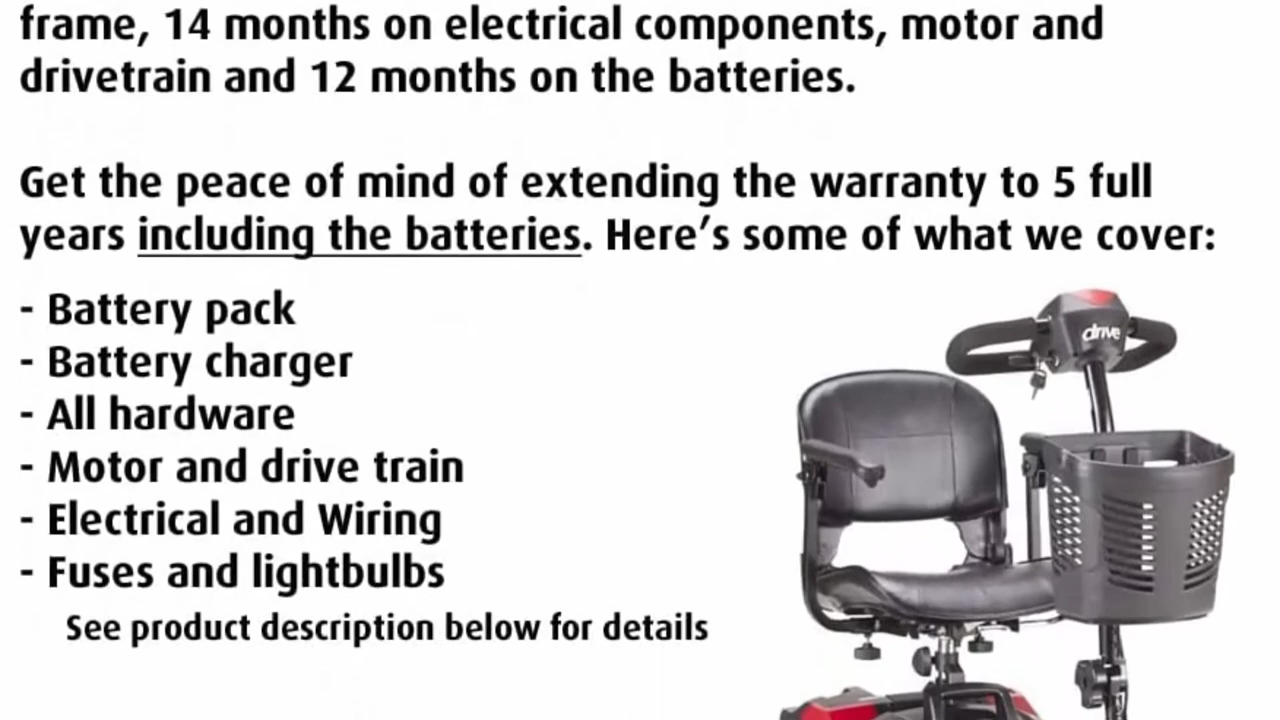 frame, 14 months on electrical components, motor and
drivetrain and 12 months on the batteries.
Get the peace of mind of extending the warranty to 5 full
years including the batteries. Here's some of what we cover:
- Battery pack
- Battery charger
- All hardware
- Motor and drive train
- Electrical and Wiring
- Fuses and lightbulbs
See product description below for details
drive